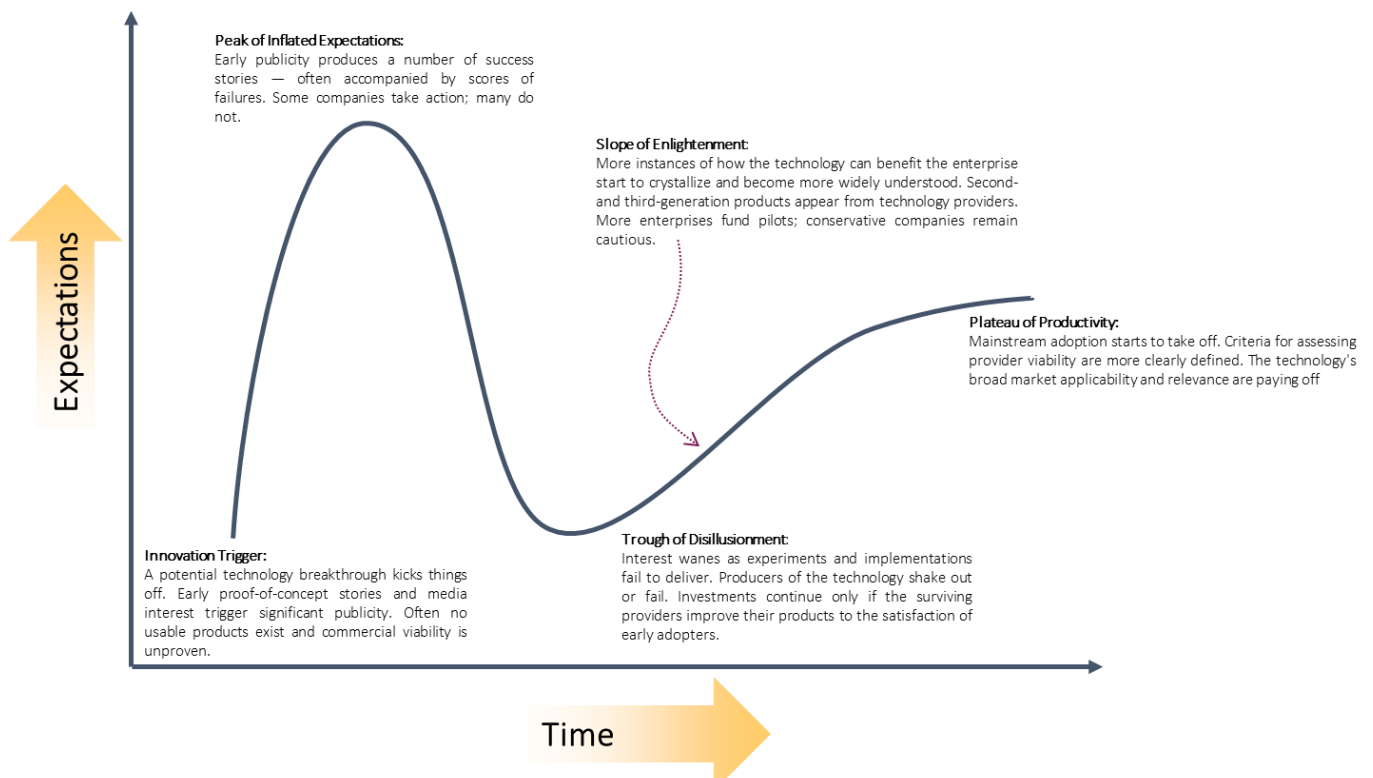 Peak of Inflated Expectations:
Early publicity produces a number of success
stories — often accompanied by scores of
failures. Some companies take action; many do
not.
Slope of Enlightenment:
More instances of how the technology can benefit the enterprise
start to crystallize and become more widely understood. Second-
and third-generation products appear from technology providers.
More enterprises fund pilots; conservative companies remain
cautious.
Expectations
Plateau of Productivity:
Mainstream adoption starts to take off. Criteria for assessing
provider viability are more clearly defined. The technology's
broad market applicability and relevance are paying off
Innovation Trigger:
A potential technology breakthrough kicks things
off. Early proof-of-concept stories and media
interest trigger significant publicity. Often no
usable products exist and commercial viability is
unproven.
Trough of Disillusionment:
Interest wanes as experiments and implementations
fail to deliver. Producers of the technology shake out
or fail. Investments continue only if the surviving
providers improve their products to the satisfaction of
early adopters.
Time